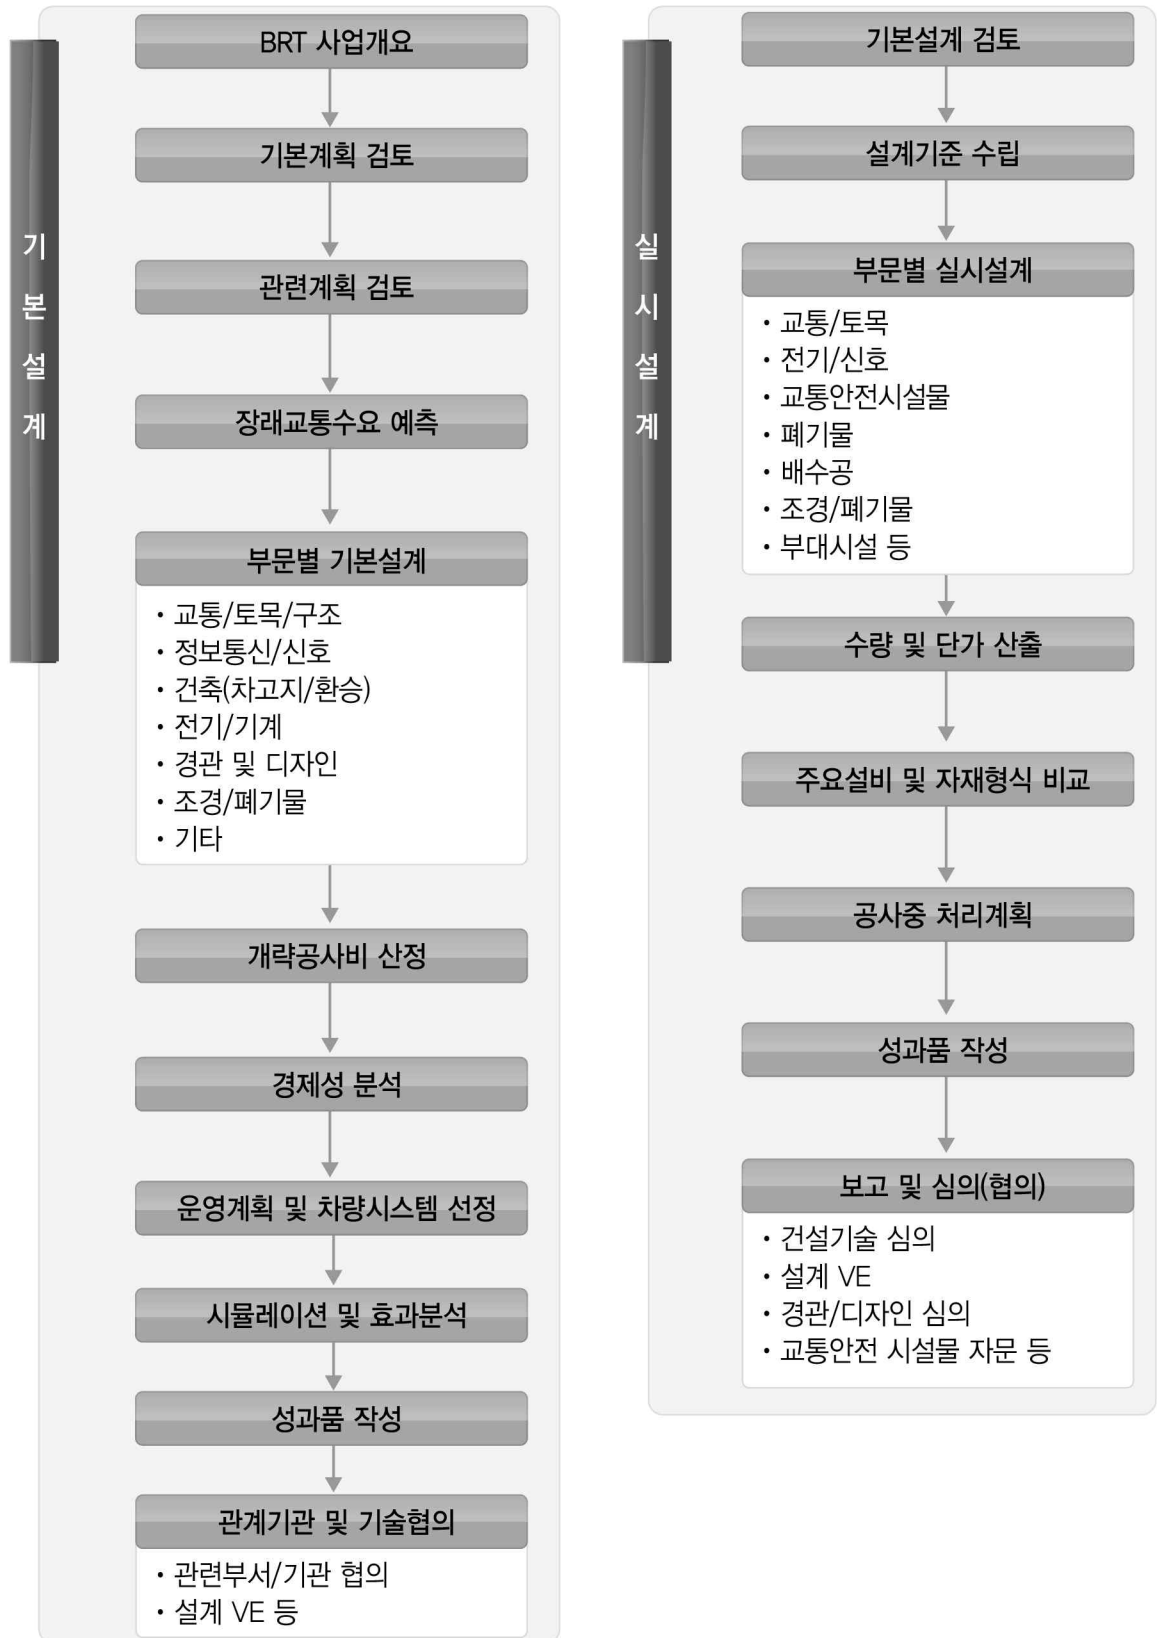 기본설계
BRT 사업개요
기본계획 검토
관련계획 검토
장래교통수요 예측
부문별 기본설계
• 교통/토목/구조
• 정보통신/신호
• 건축(차고지/환승)
• 전기/기계
• 경관 및 디자인
• 조경/폐기물
• 기타
개략공사비 산정
경제성 분석
운영계획 및 차량시스템 선정
시뮬레이션 및 효과분석
성과품 작성
관계기관 및 기술협의
• 관련부서/기관 협의
• 설계 VE 등
실시설계
기본설계 검토
설계기준 수립
부문별 실시설계
• 교통/토목
• 전기/신호
• 교통안전시설물
• 폐기물
• 배수공
• 조경/폐기물
• 부대시설 등
수량 및 단가 산출
주요설비 및 자재형식 비교
공사중 처리계획
성과품 작성
보고 및 심의(협의)
• 건설기술 심의
• 설계 VE
• 경관/디자인 심의
• 교통안전 시설물 자문 등